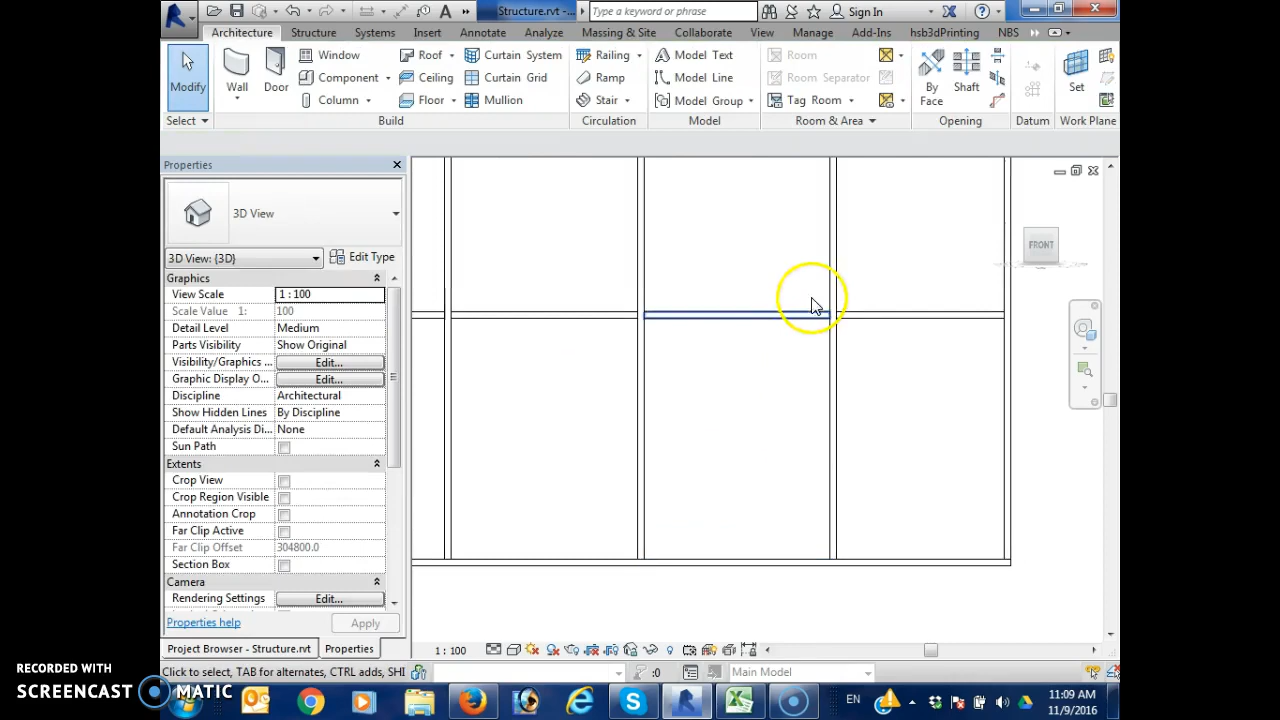 Structure.rvt -...
Type a keyword or phrase
Sign In
Architecture
Structure
Systems
Insert
Annotate
Analyze
Massing & Site
Collaborate
View
Manage
Add-Ins
hsb3dPrinting
NBS
Modify
Wall
Door
Window
Component
Column
Roof
Ceiling
Floor
Curtain System
Curtain Grid
Mullion
Railing
Ramp
Stair
Model Text
Model Line
Model Group
Room
Room Separator
Tag Room
By Face
Shaft
Set
Select
Build
Circulation
Model
Room & Area
Opening
Datum
Work Plane
Properties
3D View
3D View: {3D}
Edit Type
Graphics
View Scale 1 : 100
Scale Value 1: 100
Detail Level Medium
Parts Visibility Show Original
Visibility/Graphics ... Edit...
Graphic Display O... Edit...
Discipline Architectural
Show Hidden Lines By Discipline
Default Analysis Di... None
Sun Path
Extents
Crop View
Crop Region Visible
Annotation Crop
Far Clip Active
Far Clip Offset 304800.0
Section Box
Camera
Rendering Settings Edit...
Properties help
Apply
Project Browser - Structure.rvt
Properties
FRONT
1 : 100
Click to select, TAB for alternates, CTRL adds, SHI
:0
Main Model
RECORDED WITH
SCREENCAST MATIC
EN
11:09 AM
11/9/2016